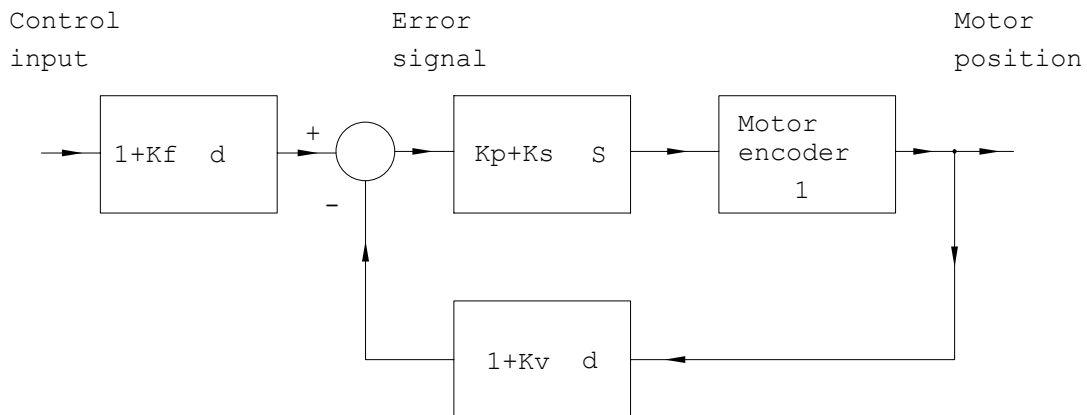 Control
input
Error
signal
Motor
position
1+Kf d
+
-
Kp+Ks S
Motor
encoder
1
1+Kv d